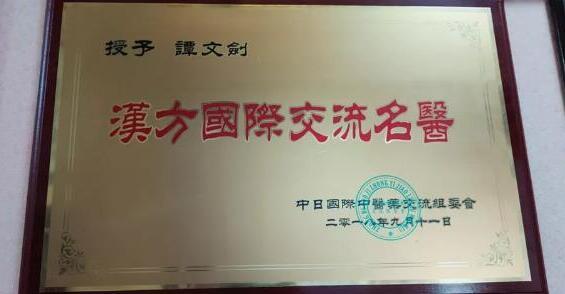 授予 譚文劍
漢方國際交流名醫
中日國際中醫藥交流組委會
二零一八年九月十一日